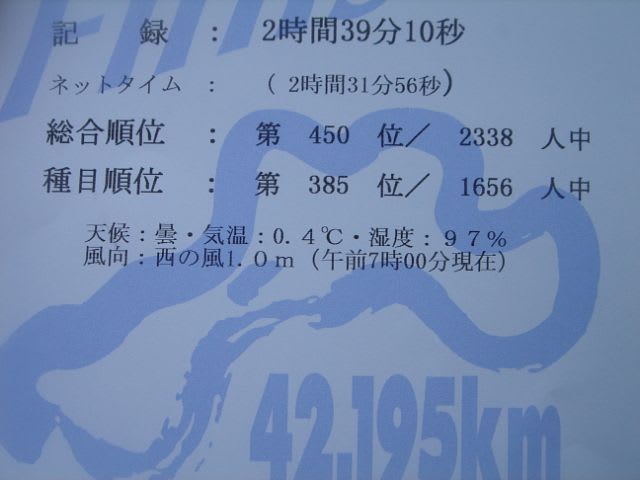 記　録　：　2時間39分10秒
ネットタイム　：　（2時間31分56秒）
総合順位　：　第　450　位／　2338　人中
種目順位　：　第　385　位／　1656　人中
天候：曇・気温：0.4℃・湿度：97％
風向：西の風1.0ｍ（午前7時00分現在）
42.195km